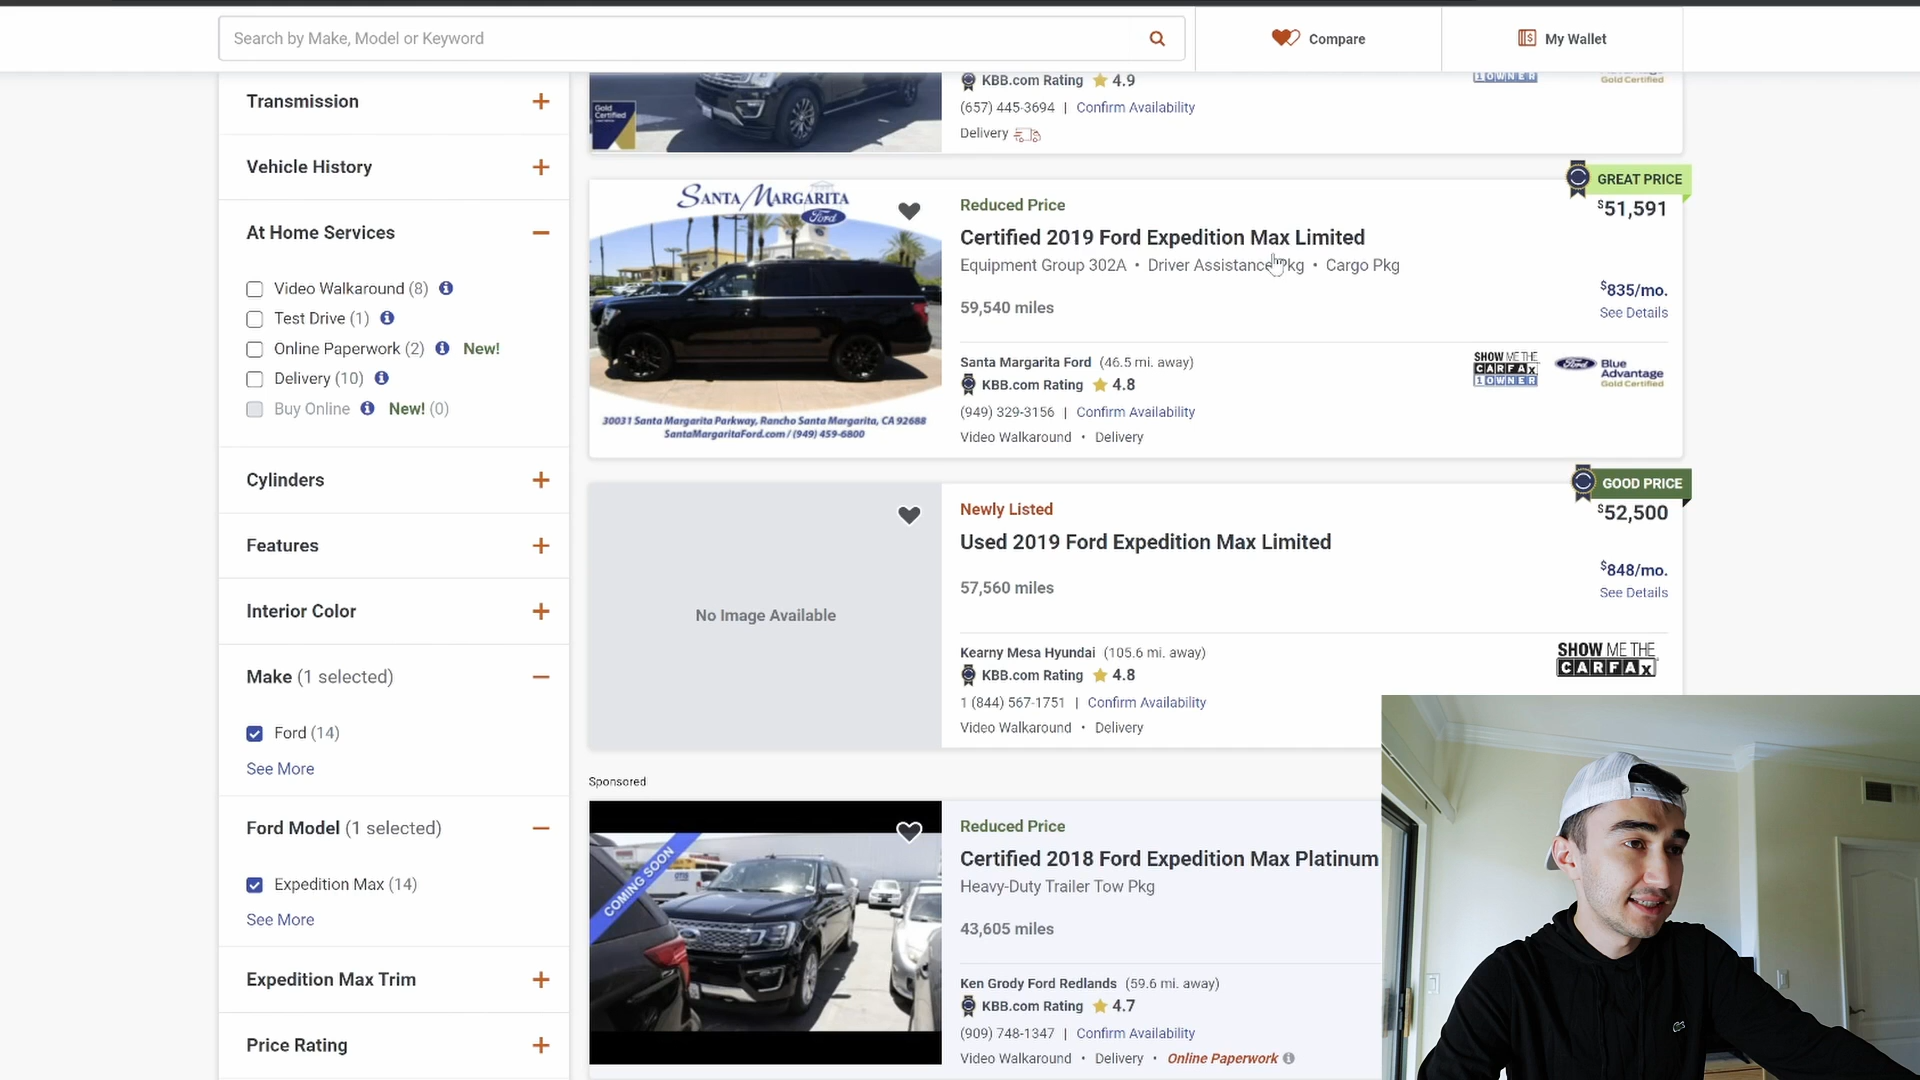 Search by Make, Model or Keyword
Compare
My Wallet
Transmission
Vehicle History
At Home Services
Video Walkaround (8)
Test Drive (1)
Online Paperwork (2) New!
Delivery (10)
Buy Online New! (0)
Cylinders
Features
Interior Color
Make (1 selected)
Ford (14)
See More
Ford Model (1 selected)
Expedition Max (14)
See More
Expedition Max Trim
Price Rating
Gold
Certified
KBB.com Rating 4.9
(657) 445-3694 | Confirm Availability
Delivery
1 OWNER
Gold Certified
SANTA MARGARITA
Ford
30031 Santa Margarita Parkway, Rancho Santa Margarita, CA 92688
SantaMargaritaFord.com / (949) 459-6800
Reduced Price
Certified 2019 Ford Expedition Max Limited
Equipment Group 302A • Driver Assistance Pkg • Cargo Pkg
59,540 miles
GREAT PRICE
$51,591
$835/mo.
See Details
Santa Margarita Ford (46.5 mi. away)
KBB.com Rating 4.8
(949) 329-3156 | Confirm Availability
Video Walkaround • Delivery
SHOW ME THE
CARFAX
1 OWNER
Ford
Blue
Advantage
Gold Certified
No Image Available
Newly Listed
Used 2019 Ford Expedition Max Limited
57,560 miles
GOOD PRICE
$52,500
$848/mo.
See Details
Kearny Mesa Hyundai (105.6 mi. away)
KBB.com Rating 4.8
1 (844) 567-1751 | Confirm Availability
Video Walkaround • Delivery
SHOW ME THE
CARFAX
Sponsored
COMING SOON
Reduced Price
Certified 2018 Ford Expedition Max Platinum
Heavy-Duty Trailer Tow Pkg
43,605 miles
Ken Grody Ford Redlands (59.6 mi. away)
KBB.com Rating 4.7
(909) 748-1347 | Confirm Availability
Video Walkaround • Delivery • Online Paperwork